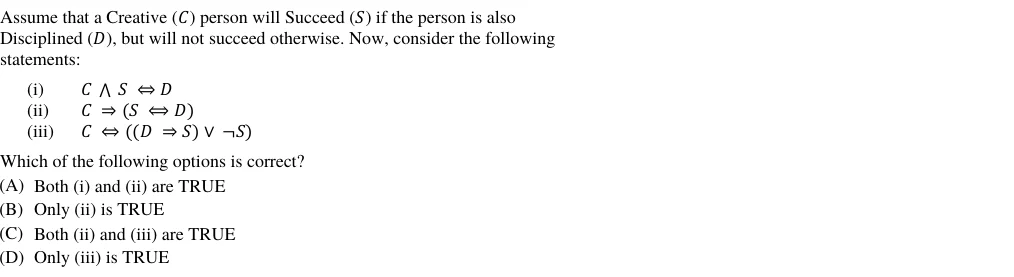 Assume that a Creative (C) person will Succeed (S) if the person is also
Disciplined (D), but will not succeed otherwise. Now, consider the following
statements:
(i) C ∧ S ⇔ D
(ii) C ⇒ (S ⇔ D)
(iii) C ⇔ ((D ⇒ S) ∨ ¬S)
Which of the following options is correct?
(A) Both (i) and (ii) are TRUE
(B) Only (ii) is TRUE
(C) Both (ii) and (iii) are TRUE
(D) Only (iii) is TRUE